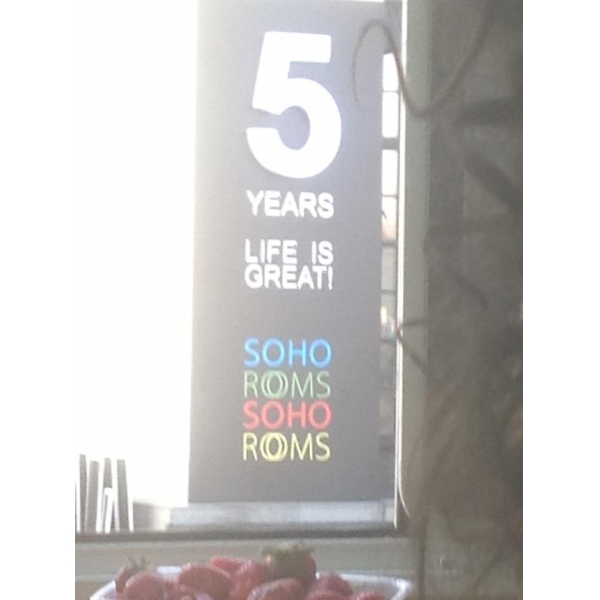 5
YEARS
LIFE IS
GREAT!
SOHO
ROOMS
SOHO
ROOMS